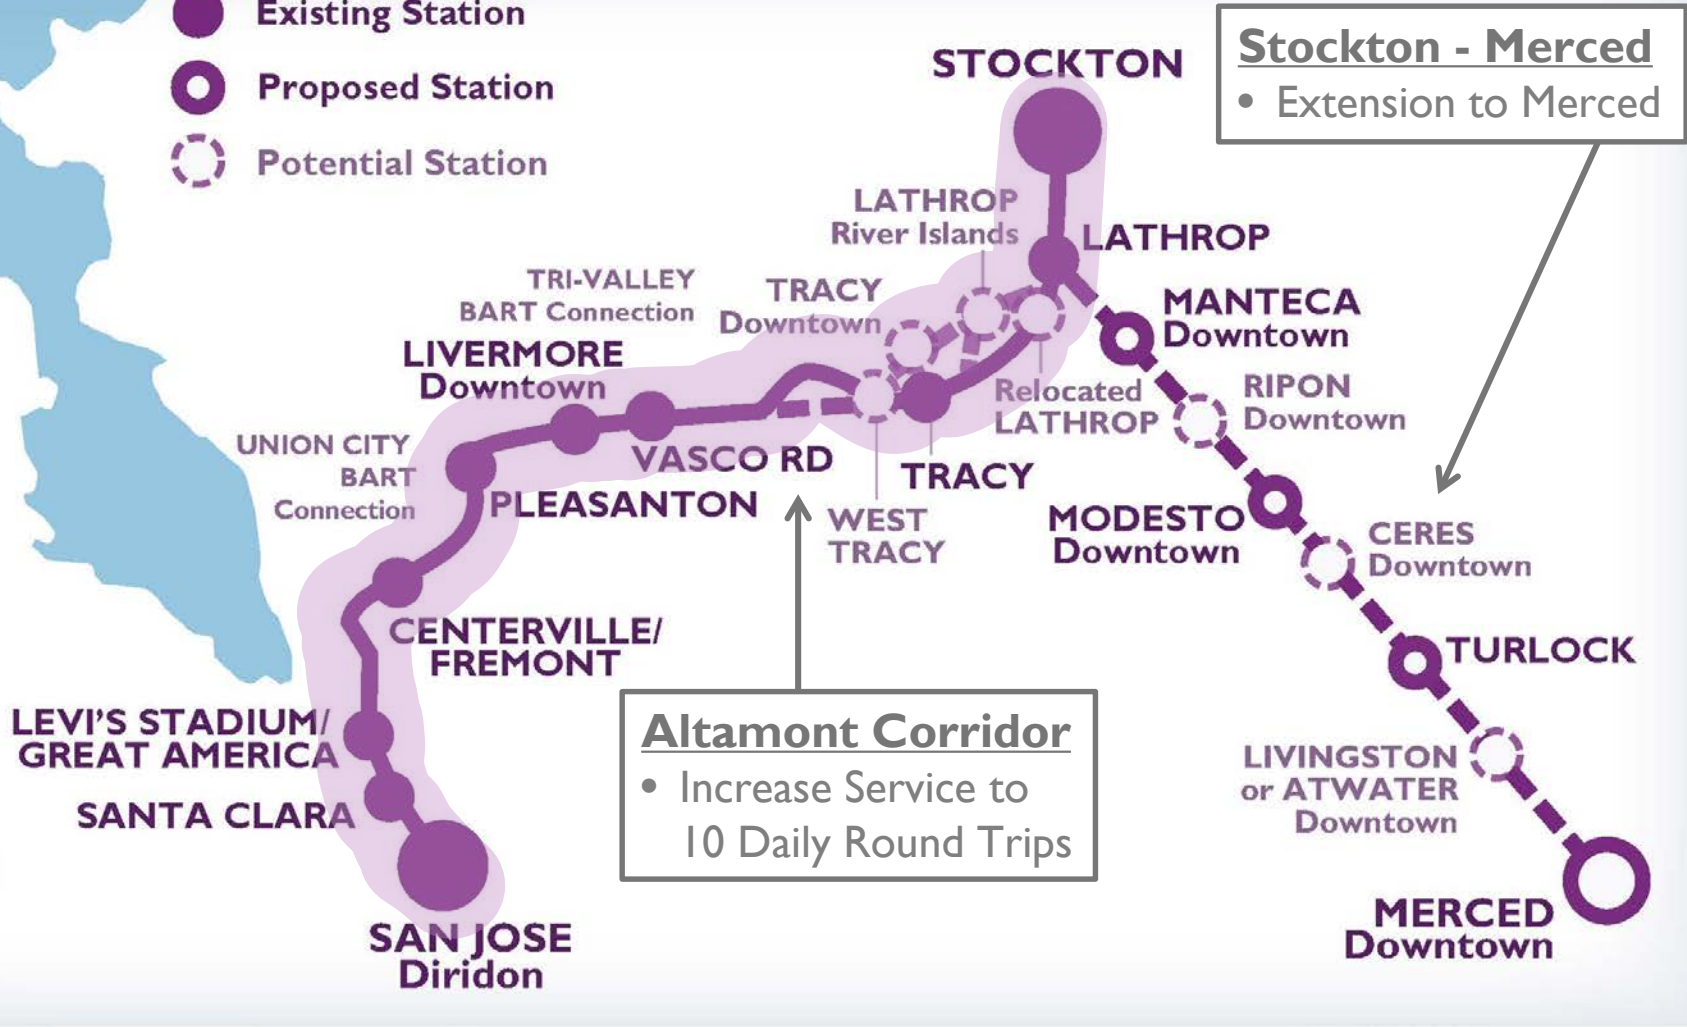 Existing Station
Proposed Station
Potential Station
STOCKTON
Stockton - Merced
• Extension to Merced
LATHROP
River Islands
LATHROP
TRI-VALLEY
BART Connection
TRACY
Downtown
MANTECA
Downtown
LIVERMORE
Downtown
Relocated
LATHROP
RIPON
Downtown
UNION CITY
BART
Connection
VASCO RD
TRACY
PLEASANTON
WEST
TRACY
MODESTO
Downtown
CERES
Downtown
CENTERVILLE/
FREMONT
TURLOCK
LEVI'S STADIUM/
GREAT AMERICA
SANTA CLARA
Altamont Corridor
• Increase Service to
10 Daily Round Trips
LIVINGSTON
or ATWATER
Downtown
SAN JOSE
Diridon
MERCED
Downtown